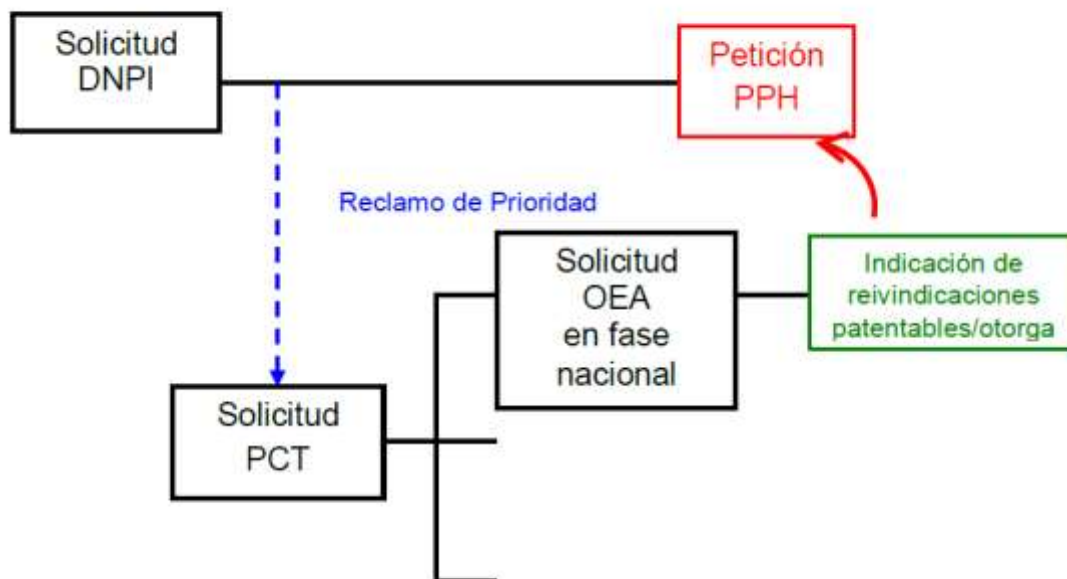 Solicitud
DNPI
Petición
PPH
Reclamo de Prioridad
Solicitud
OEA
en fase
nacional
Indicación de
reivindicaciones
patentables/otorga
Solicitud
PCT